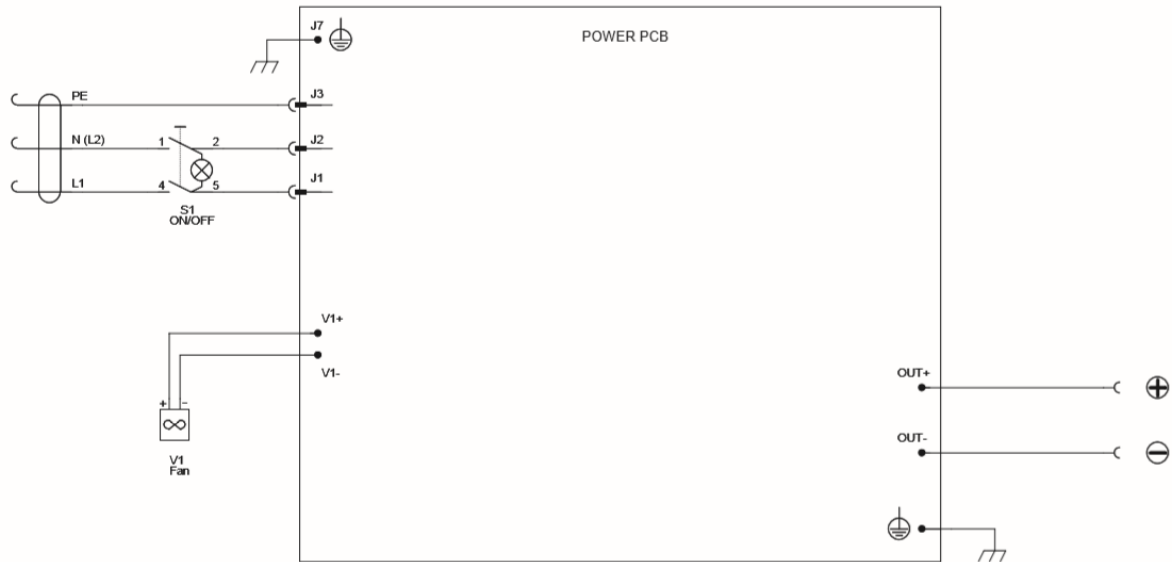 J7
POWER PCB
PE
J3
N (L2)
1
2
J2
L1
4
5
J1
S1
ON/OFF
V1+
V1-
+
-
V1
Fan
OUT+
+
OUT-
-